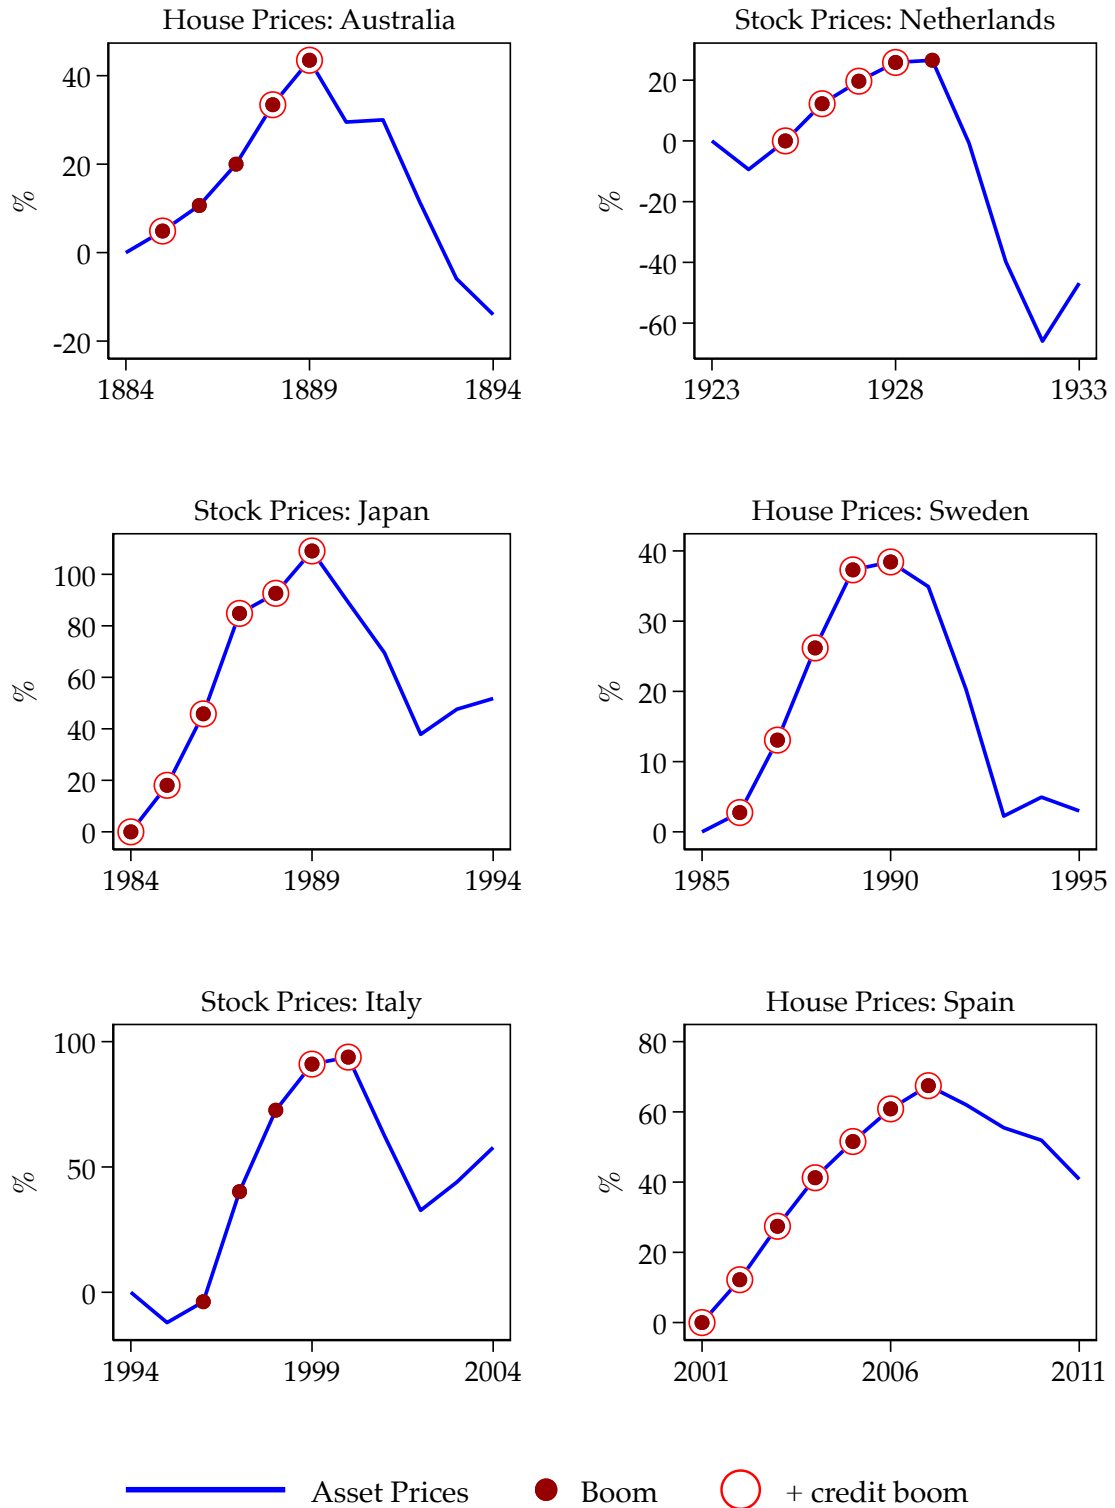 House Prices: Australia
%
40
20
0
-20
1884 1889 1894
Stock Prices: Netherlands
%
20
0
-20
-40
-60
1923 1928 1933
Stock Prices: Japan
%
100
80
60
40
20
0
1984 1989 1994
House Prices: Sweden
%
40
30
20
10
0
1985 1990 1995
Stock Prices: Italy
%
100
50
0
1994 1999 2004
House Prices: Spain
%
80
60
40
20
0
2001 2006 2011
Asset Prices Boom + credit boom